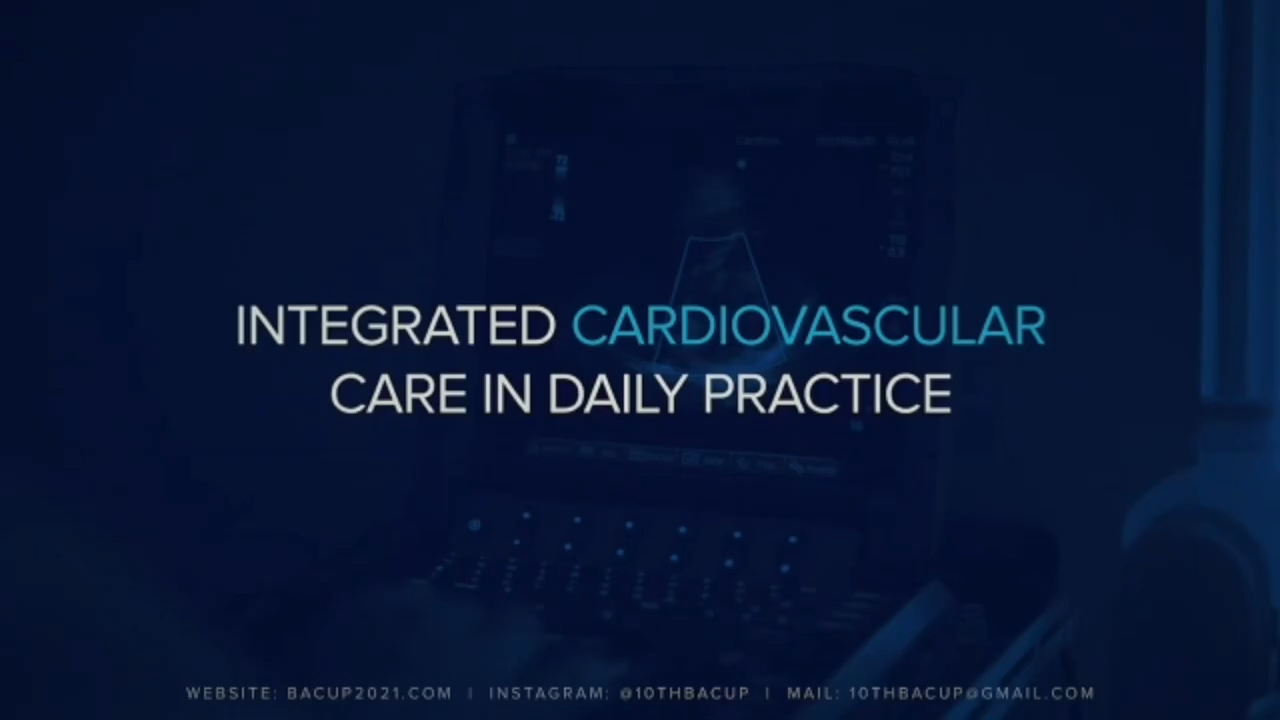 INTEGRATED CARDIOVASCULAR
CARE IN DAILY PRACTICE
WEBSITE: BACUP2021.COM | INSTAGRAM: @10THBACUP | MAIL: 10THBACUP@GMAIL.COM